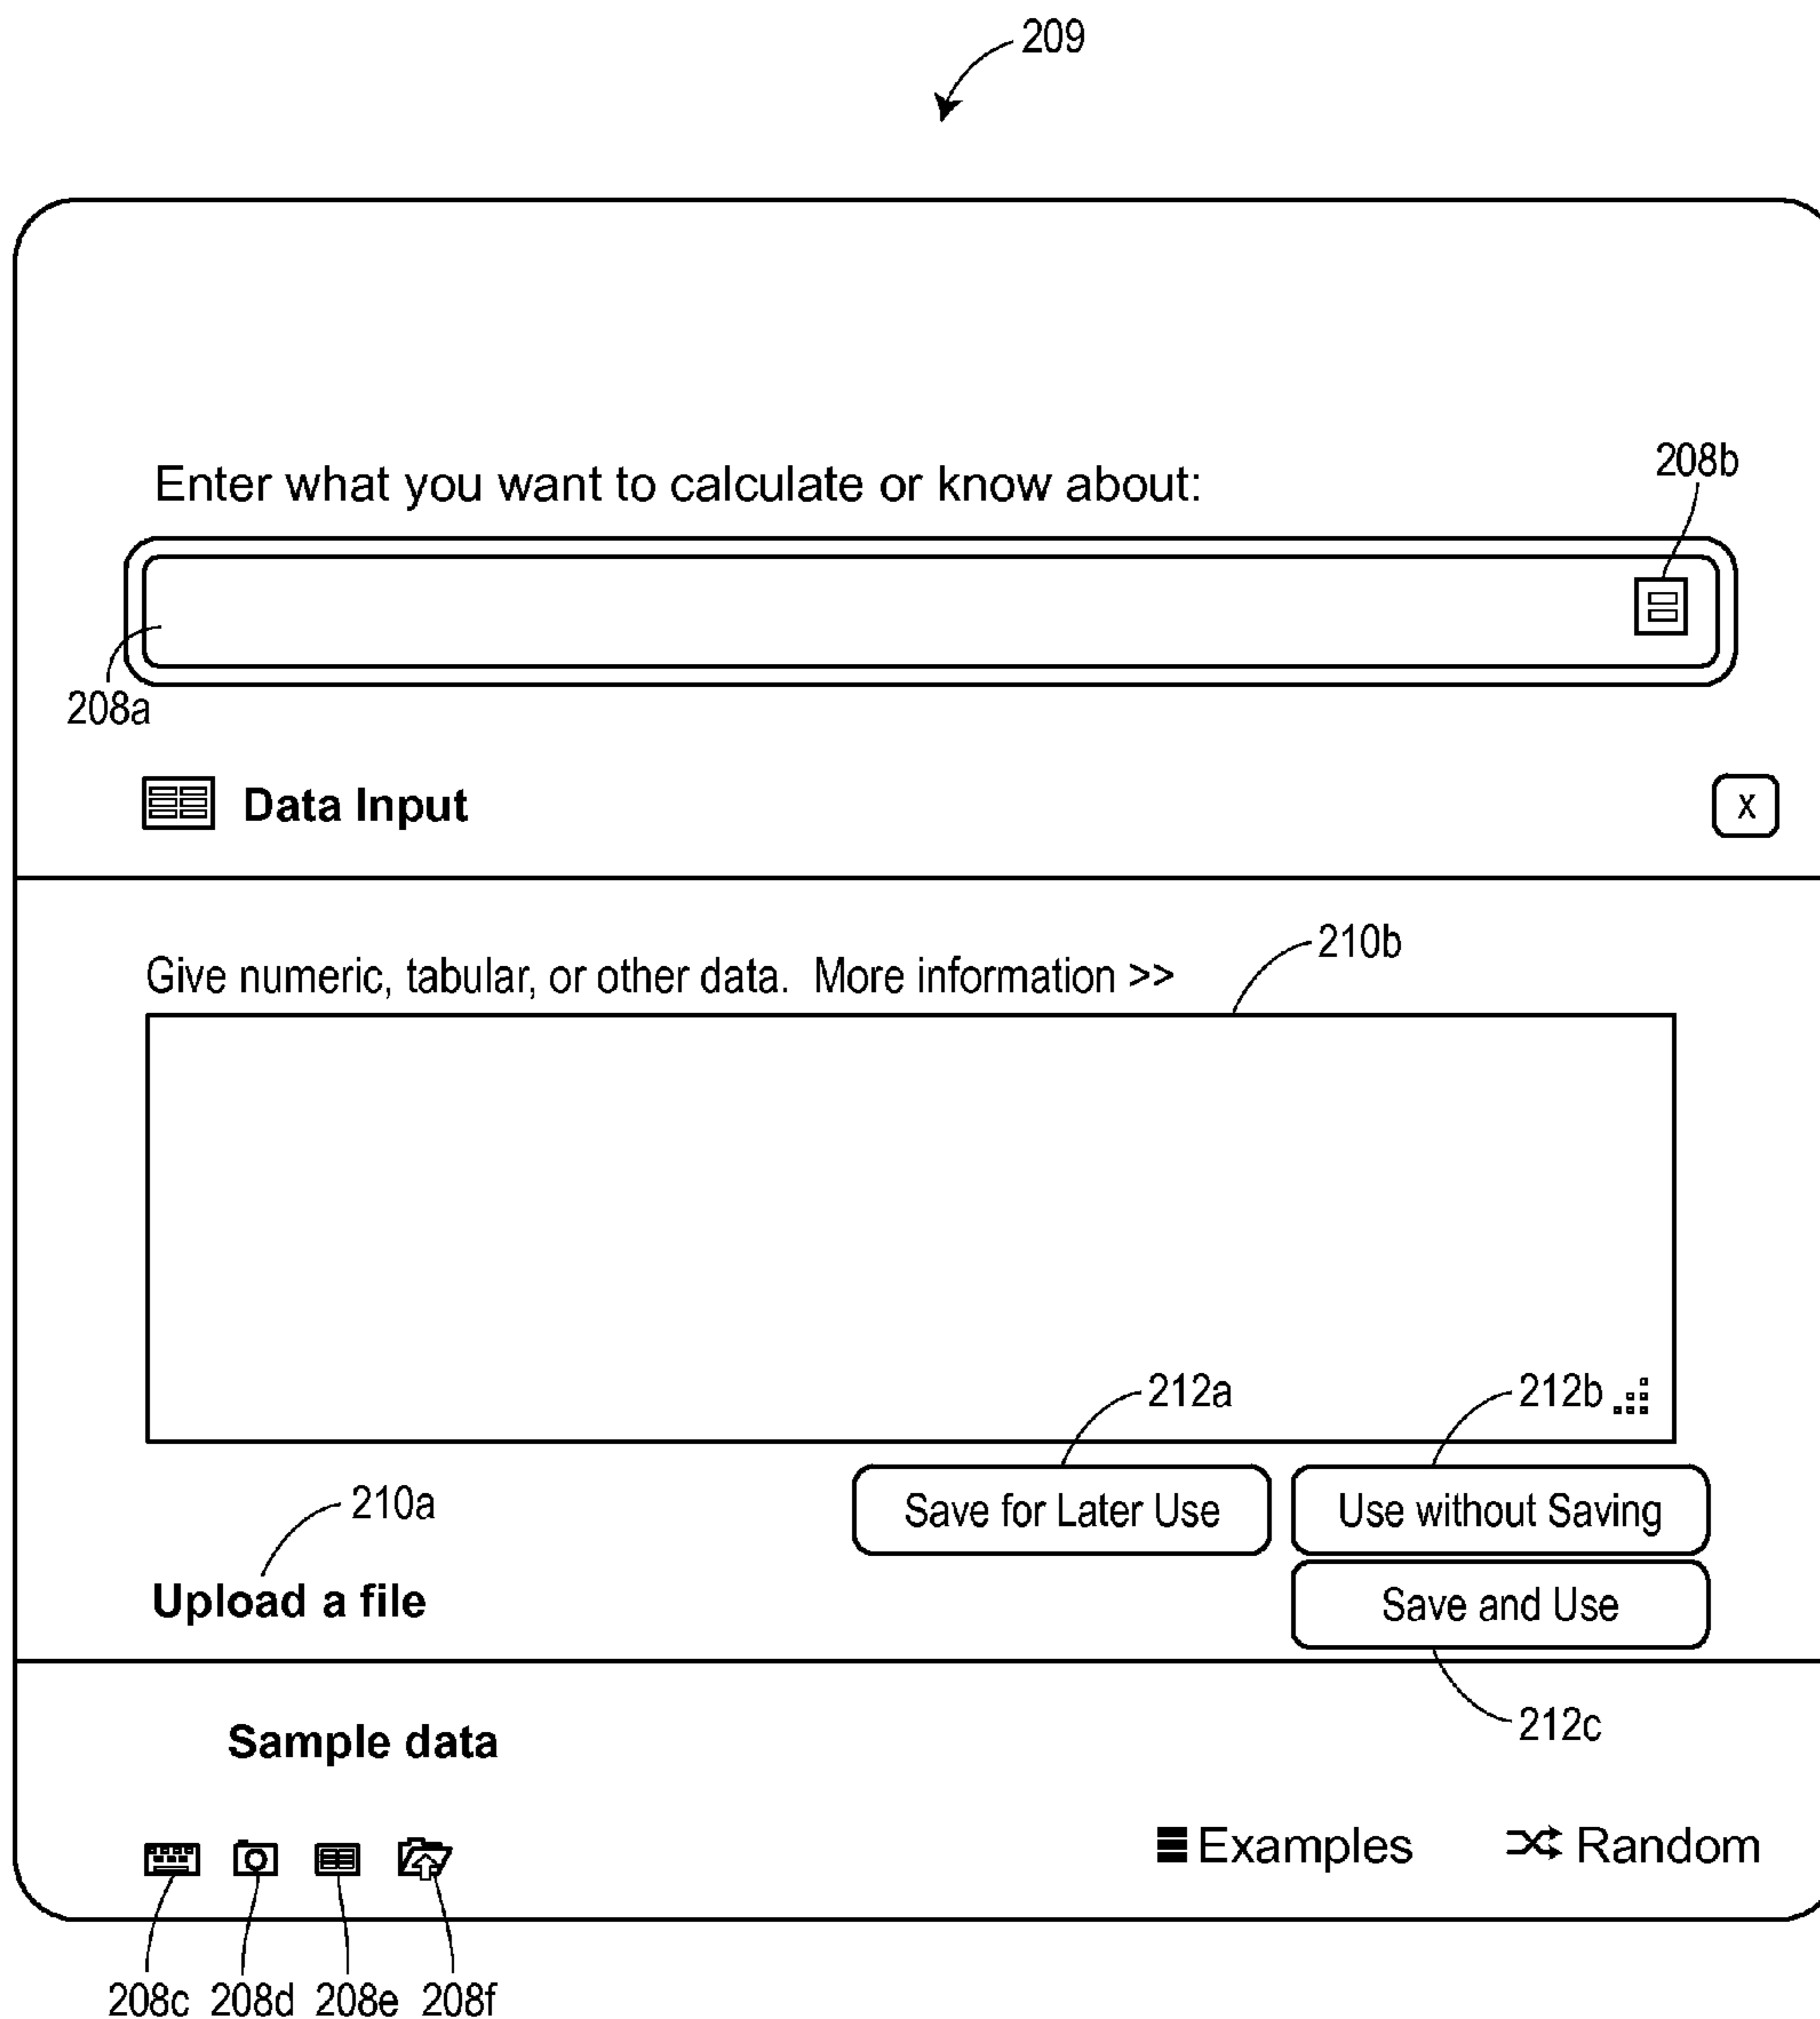 209
Enter what you want to calculate or know about:
208b
208a
Data Input
X
210b
Give numeric, tabular, or other data.  More information >>
212a
212b
210a
Save for Later Use
Use without Saving
Upload a file
Save and Use
212c
Sample data
Examples
Random
208c 208d 208e 208f